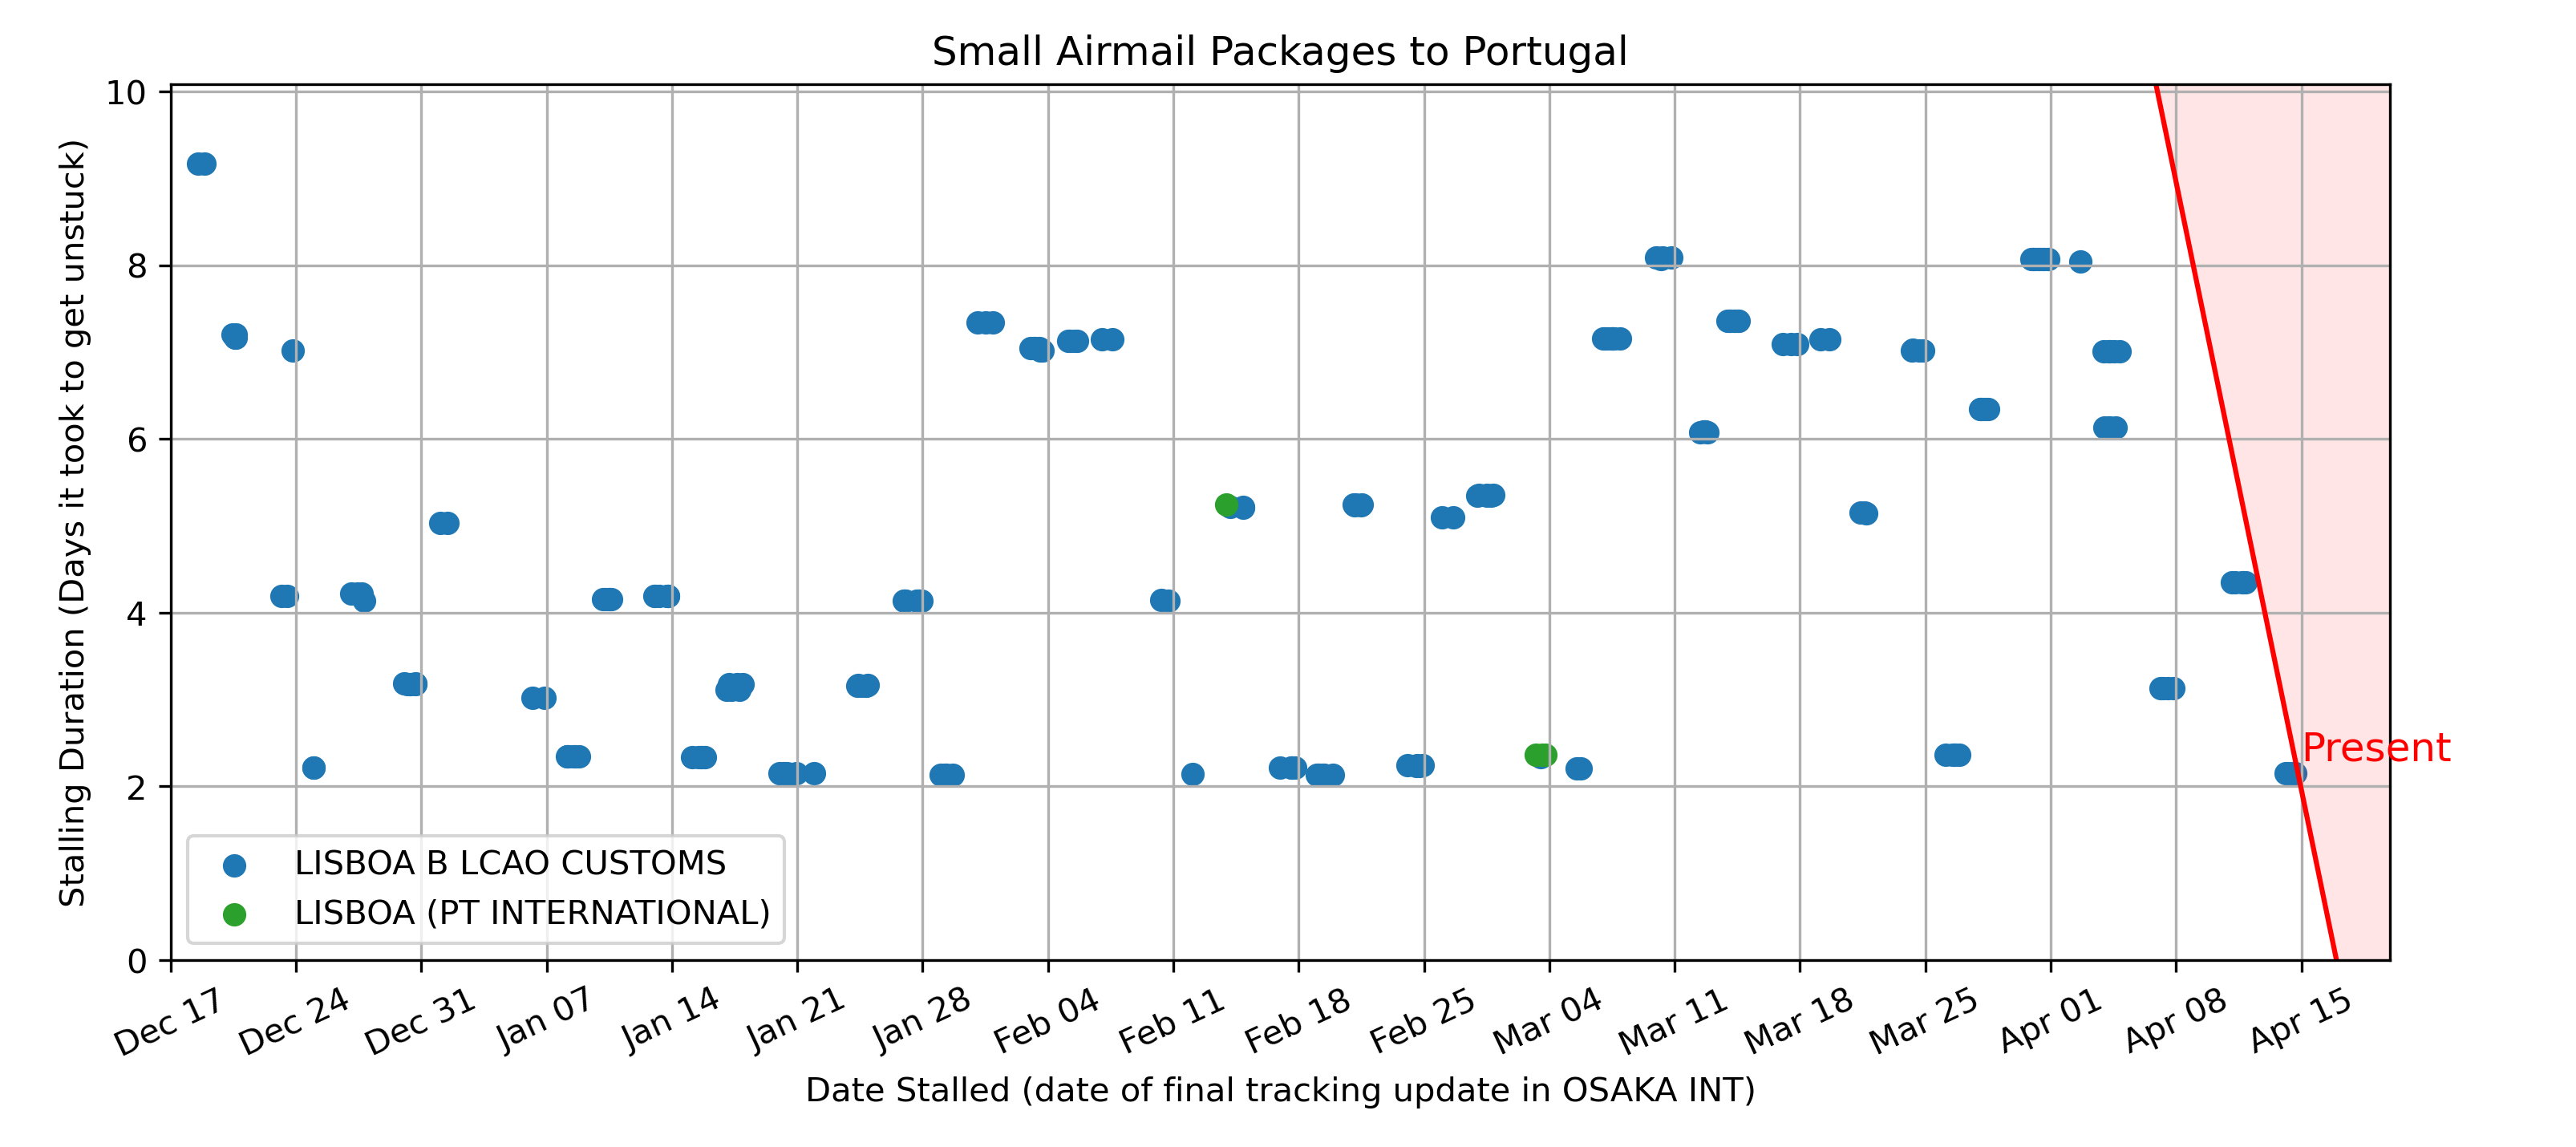 Small Airmail Packages to Portugal
Stalling Duration (Days it took to get unstuck)
10
8
6
4
2
0
Present
LISBOA B LCAO CUSTOMS
LISBOA (PT INTERNATIONAL)
Dec 17 Dec 24 Dec 31 Jan 07 Jan 14 Jan 21 Jan 28 Feb 04 Feb 11 Feb 18 Feb 25 Mar 04 Mar 11 Mar 18 Mar 25 Apr 01 Apr 08 Apr 15
Date Stalled (date of final tracking update in OSAKA INT)